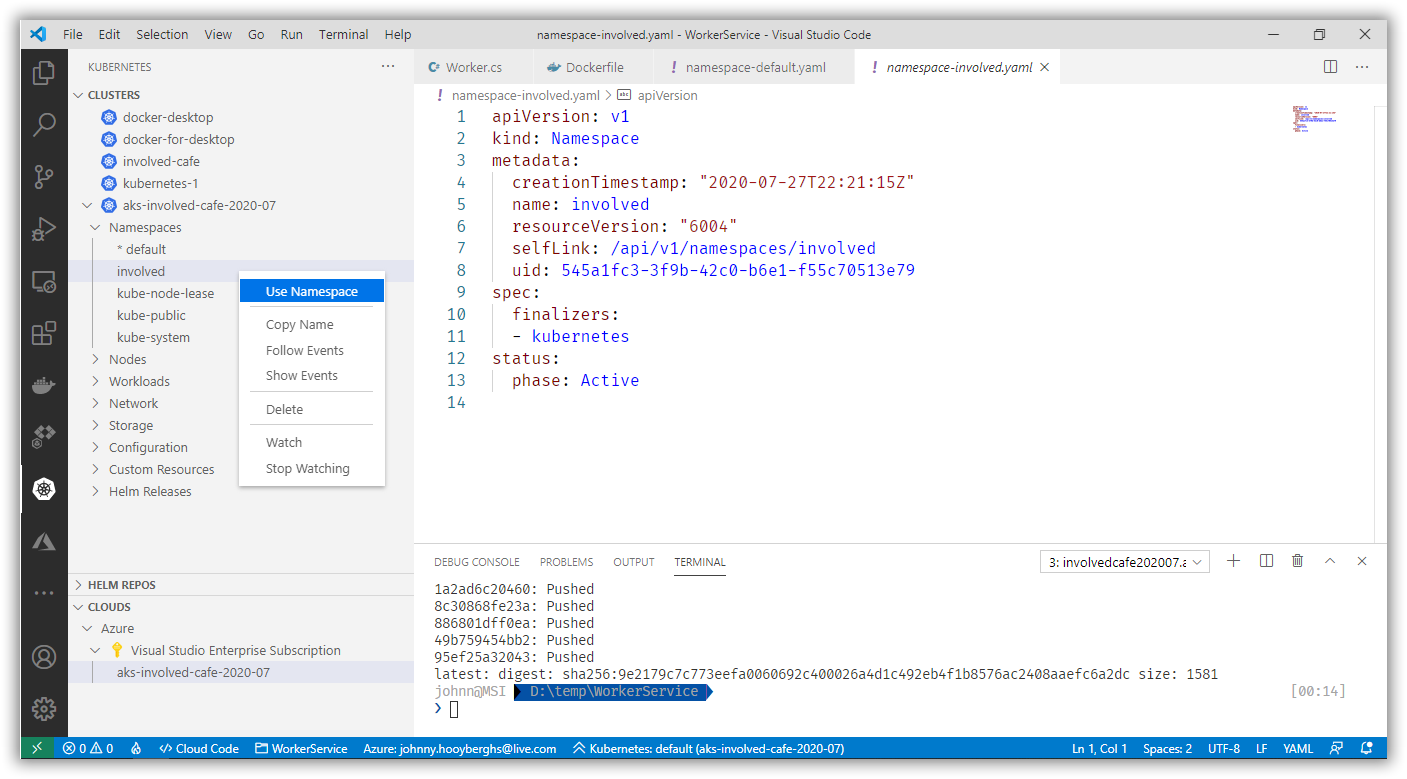 File Edit Selection View Go Run Terminal Help
namespace-involved.yaml - WorkerService - Visual Studio Code
KUBERNETES
CLUSTERS
docker-desktop
docker-for-desktop
involved-cafe
kubernetes-1
aks-involved-cafe-2020-07
Namespaces
* default
involved
kube-node-lease
kube-public
kube-system
Nodes
Workloads
Network
Storage
Configuration
Custom Resources
Helm Releases
Use Namespace
Copy Name
Follow Events
Show Events
Delete
Watch
Stop Watching
HELM REPOS
CLOUDS
Azure
Visual Studio Enterprise Subscription
aks-involved-cafe-2020-07
Worker.cs Dockerfile ! namespace-default.yaml ! namespace-involved.yaml
! namespace-involved.yaml > abc apiVersion
1 apiVersion: v1
2 kind: Namespace
3 metadata:
4 creationTimestamp: "2020-07-27T22:21:15Z"
5 name: involved
6 resourceVersion: "6004"
7 selfLink: /api/v1/namespaces/involved
8 uid: 545a1fc3-3f9b-42c0-b6e1-f55c70513e79
9 spec:
10 finalizers:
11 - kubernetes
12 status:
13 phase: Active
14
DEBUG CONSOLE PROBLEMS OUTPUT TERMINAL
3: involvedcafe202007.a
1a2ad6c20460: Pushed
8c30868fe23a: Pushed
886801dff0ea: Pushed
49b759454bb2: Pushed
95ef25a32043: Pushed
latest: digest: sha256:9e2179c7c773eefa0060692c400026a4d1c492eb4f1b8576ac2408aaefc6a2dc size: 1581
johnn@MSI D:\temp\WorkerService [00:14]
❯
0 0 Cloud Code WorkerService Azure: johnny.hooyberghs@live.com Kubernetes: default (aks-involved-cafe-2020-07) Ln 1, Col 1 Spaces: 2 UTF-8 LF YAML